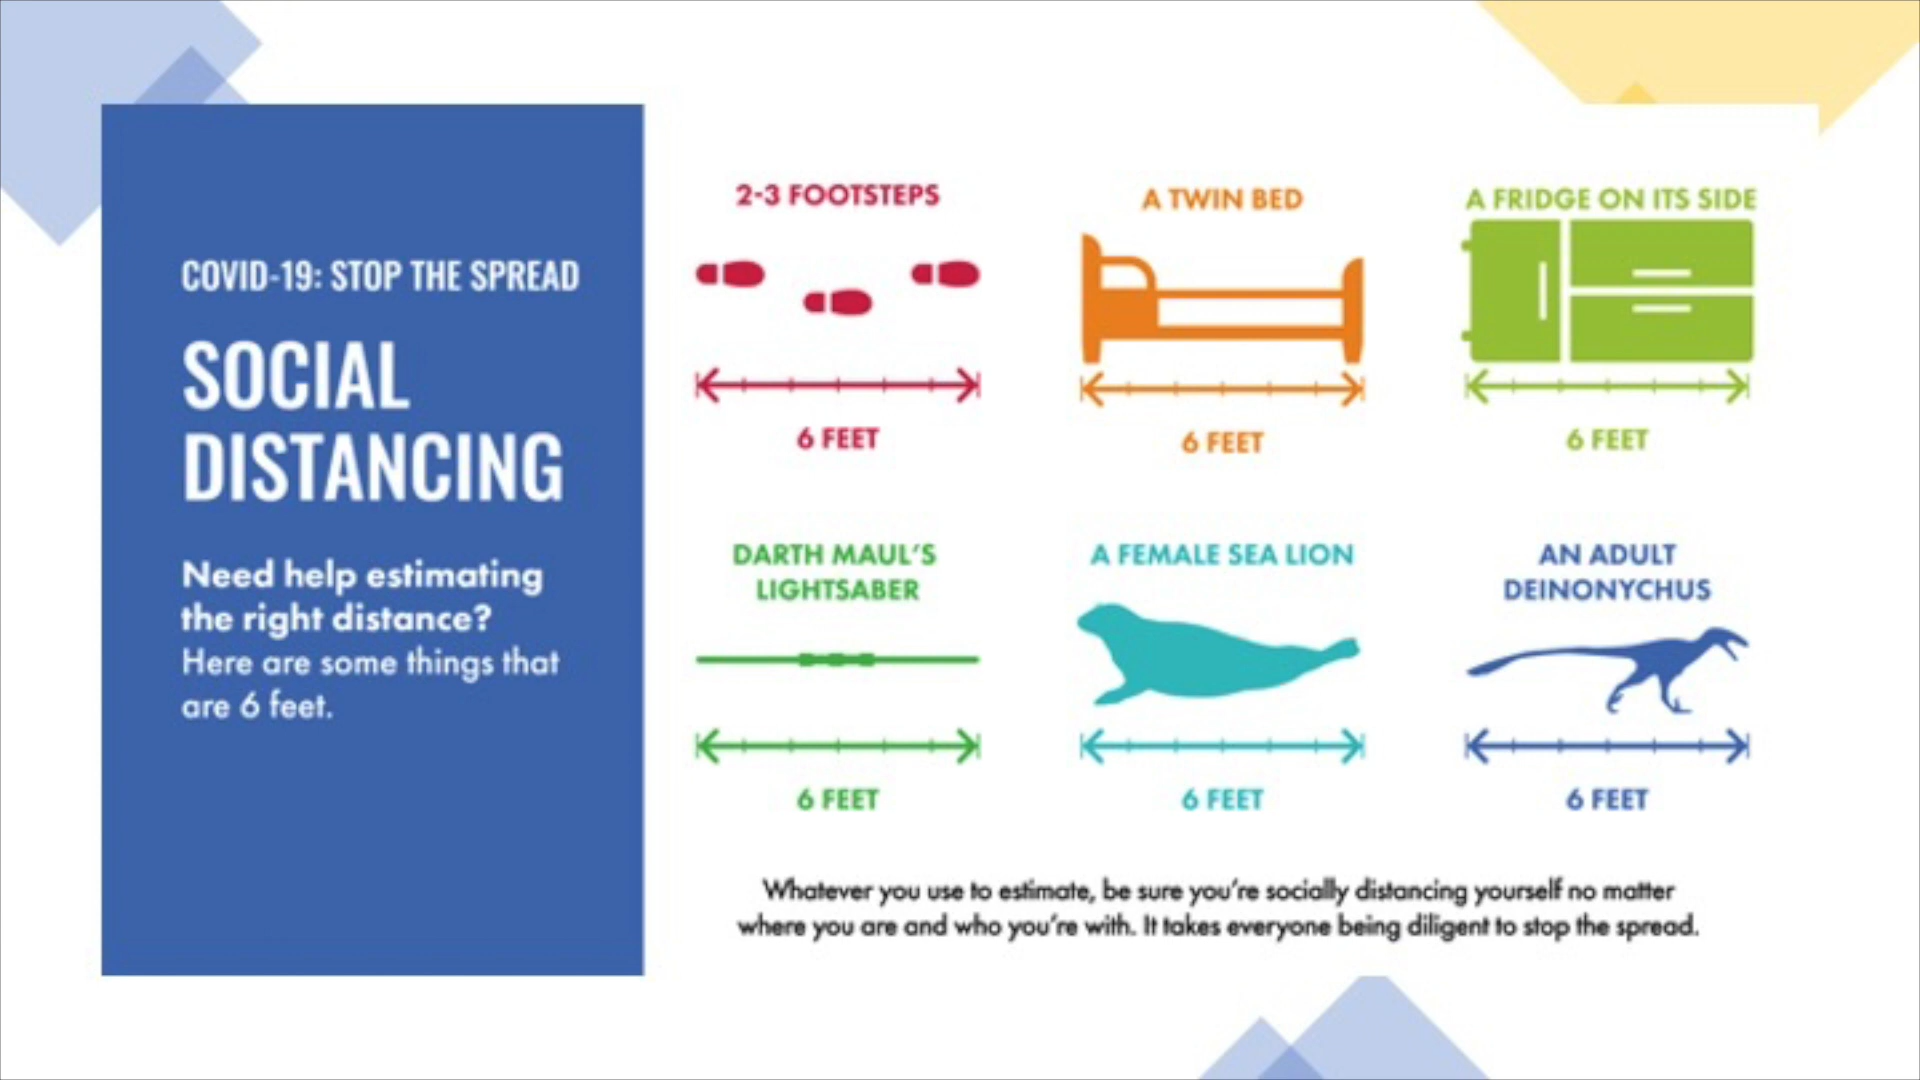 COVID-19: STOP THE SPREAD
SOCIAL
DISTANCING
Need help estimating
the right distance?
Here are some things that
are 6 feet.
2-3 FOOTSTEPS
6 FEET
A TWIN BED
6 FEET
A FRIDGE ON ITS SIDE
6 FEET
DARTH MAUL'S
LIGHTSABER
6 FEET
A FEMALE SEA LION
6 FEET
AN ADULT
DEINONYCHUS
6 FEET
Whatever you use to estimate, be sure you're socially distancing yourself no matter
where you are and who you're with. It takes everyone being diligent to stop the spread.